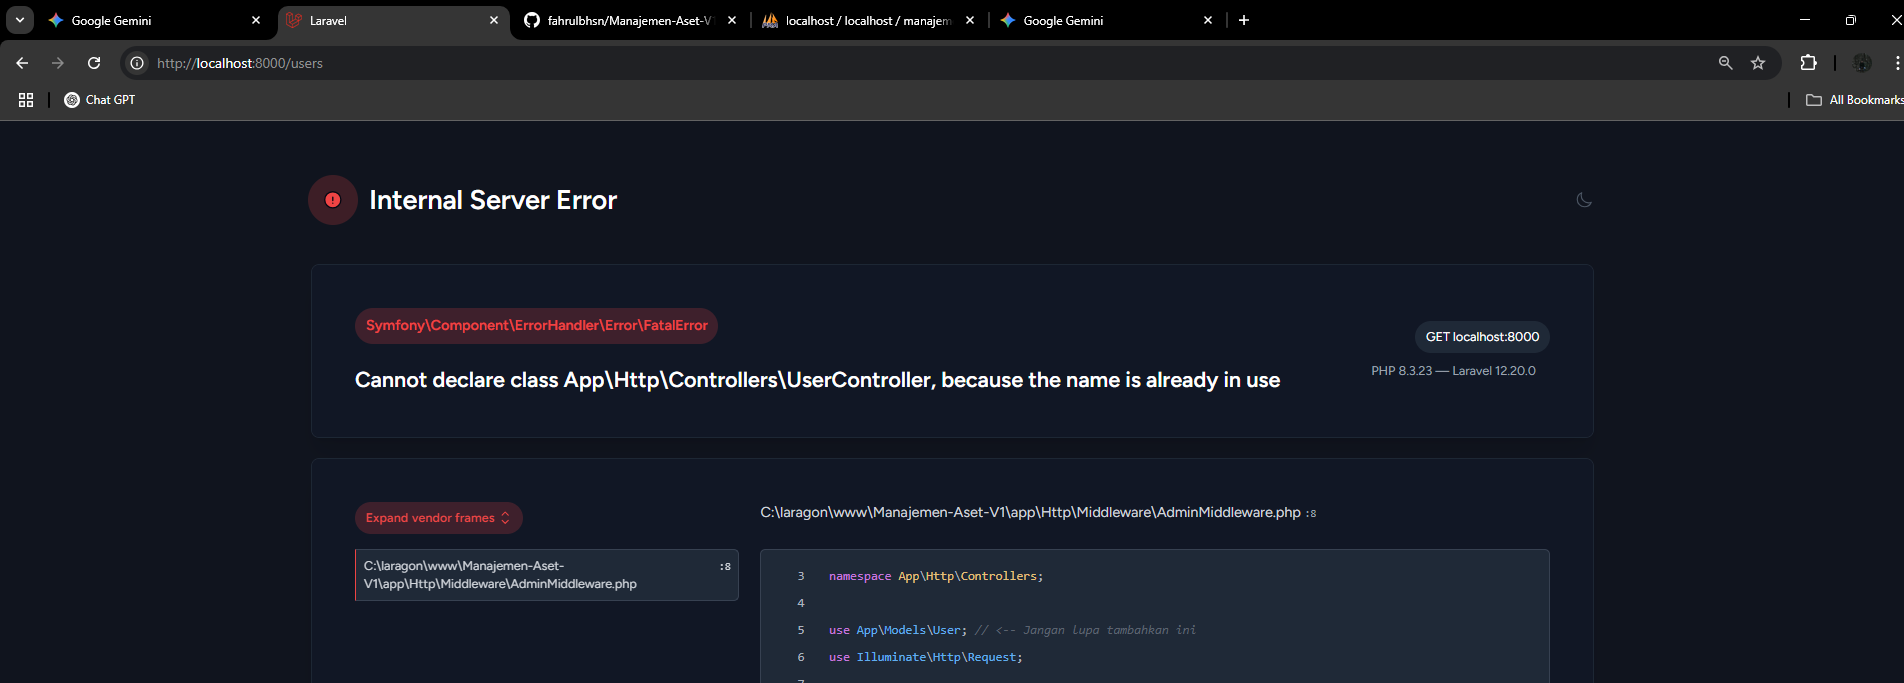 Google Gemini
Laravel
fahrulbhsn/Manajemen-Aset-V1
localhost / localhost / manajem
Google Gemini
http://localhost:8000/users
Chat GPT
All Bookmarks
Internal Server Error
Symfony\Component\ErrorHandler\Error\FatalError
GET localhost:8000
Cannot declare class App\Http\Controllers\UserController, because the name is already in use
PHP 8.3.23 — Laravel 12.20.0
Expand vendor frames
C:\laragon\www\Manajemen-Aset-V1\app\Http\Middleware\AdminMiddleware.php :8
C:\laragon\www\Manajemen-Aset- :8
V1\app\Http\Middleware\AdminMiddleware.php
3 namespace App\Http\Controllers;
4
5 use App\Models\User; // <-- Jangan lupa tambahkan ini
6 use Illuminate\Http\Request;